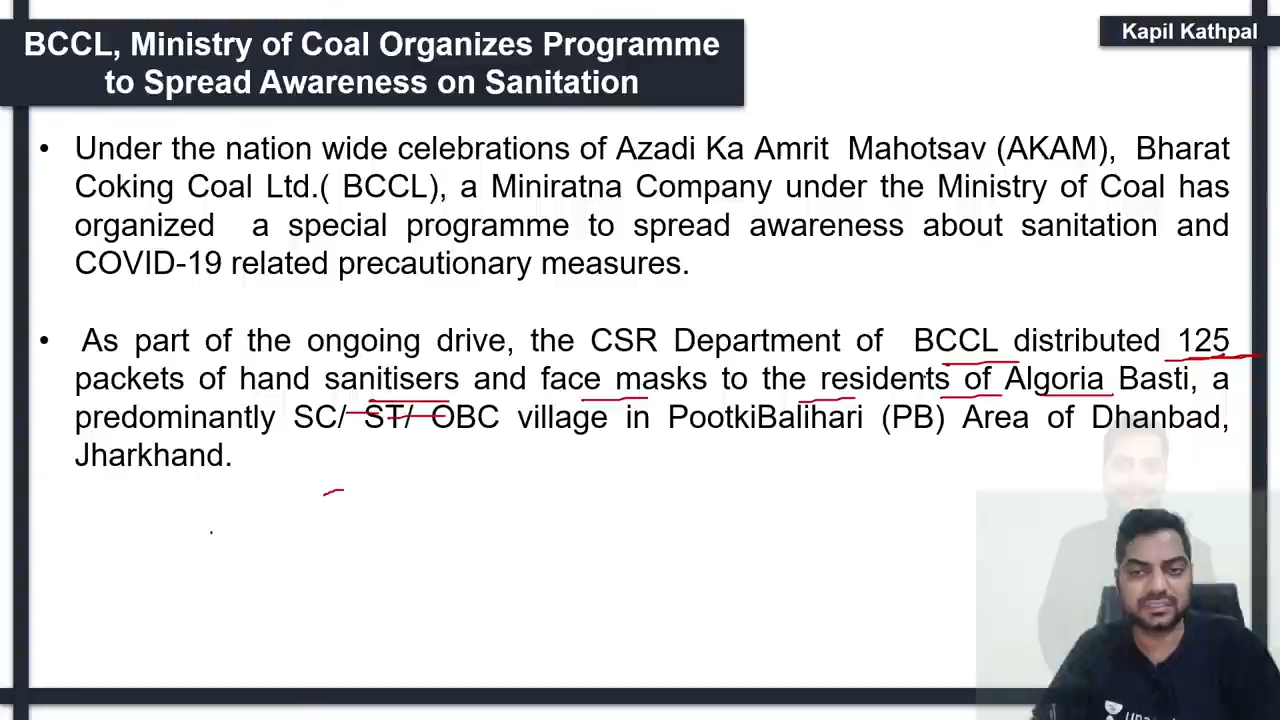 BCCL, Ministry of Coal Organizes Programme
to Spread Awareness on Sanitation
Kapil Kathpal
• Under the nation wide celebrations of Azadi Ka Amrit Mahotsav (AKAM), Bharat
Coking Coal Ltd.( BCCL), a Miniratna Company under the Ministry of Coal has
organized a special programme to spread awareness about sanitation and
COVID-19 related precautionary measures.
• As part of the ongoing drive, the CSR Department of BCCL distributed 125
packets of hand sanitisers and face masks to the residents of Algoria Basti, a
predominantly SC/ ST/ OBC village in PootkiBalihari (PB) Area of Dhanbad,
Jharkhand.